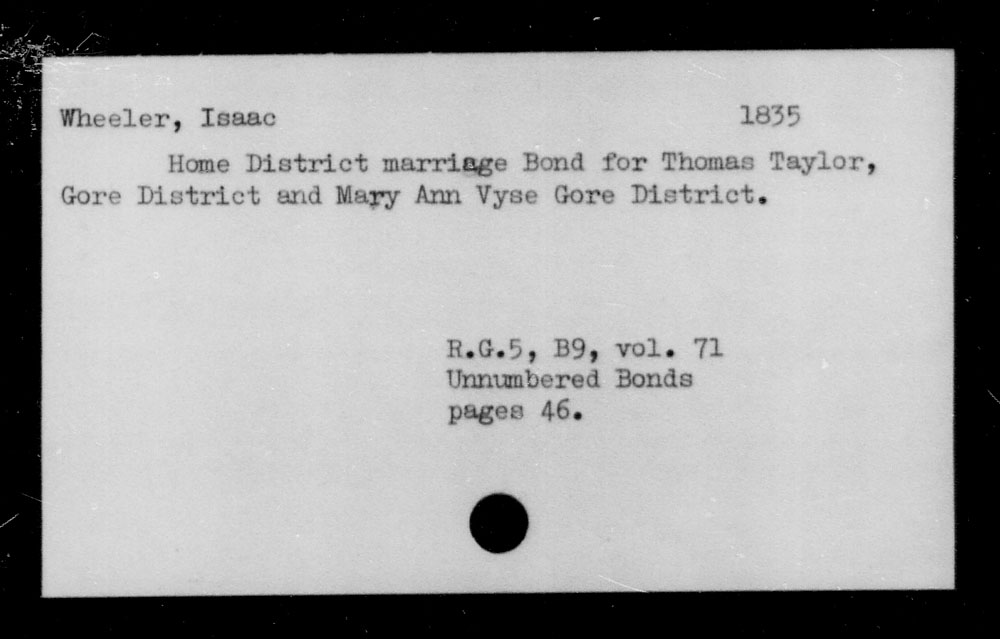 Wheeler, Isaac 1835
Home District marriage Bond for Thomas Taylor,
Gore District and Mary Ann Vyse Gore District.
R.G.5, B9, vol. 71
Unnumbered Bonds
pages 46.